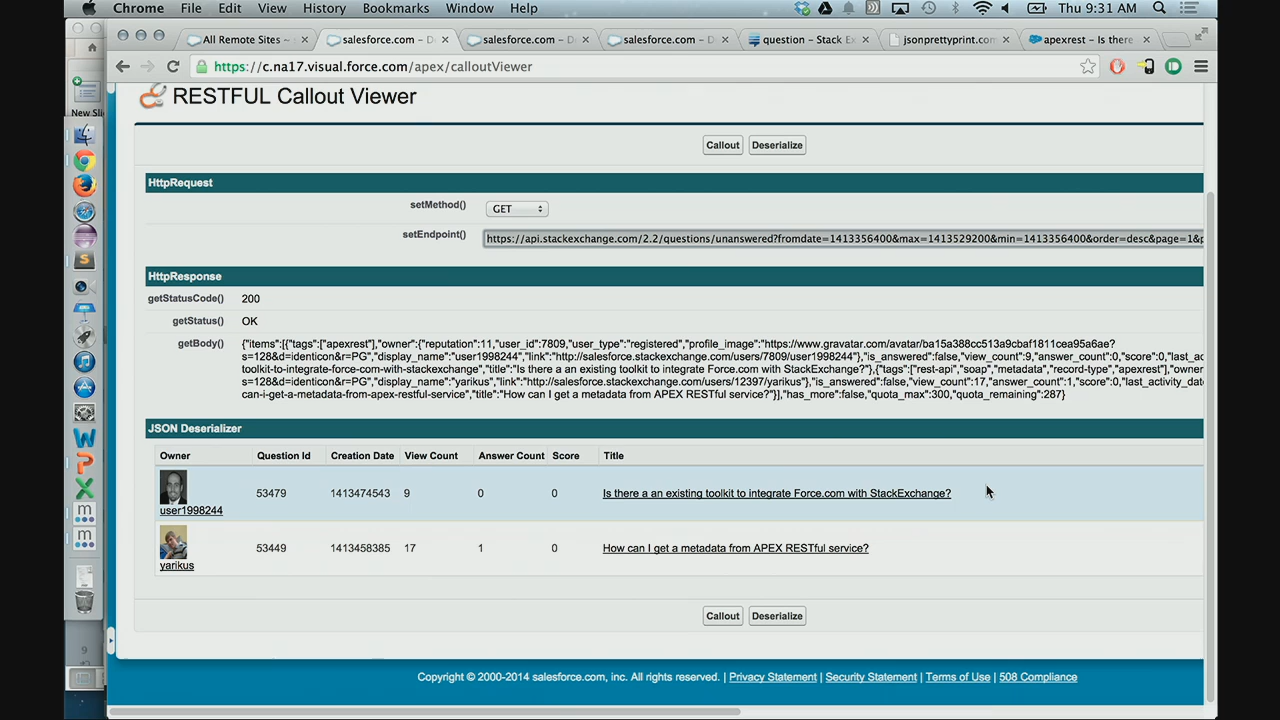 Chrome File Edit View History Bookmarks Window Help Thu 9:31 AM
All Remote Sites ~ salesforce.com – D salesforce.com – D salesforce.com – D question – Stack Ex jsonprettyprint.com apexrest – Is there
https://c.na17.visual.force.com/apex/calloutViewer
New Sli
RESTFUL Callout Viewer
Callout Deserialize
HttpRequest
setMethod() GET
setEndpoint() https://api.stackexchange.com/2.2/questions/unanswered?fromdate=1413356400&max=1413529200&min=1413356400&order=desc&page=1&p
HttpResponse
getStatusCode() 200
getStatus() OK
getBody() {"items":[{"tags":["apexrest"],"owner":{"reputation":11,"user_id":7809,"user_type":"registered","profile_image":"https://www.gravatar.com/avatar/ba15a388cc513a9cbaf1811cea95a6ae?
s=128&d=identicon&r=PG","display_name":"user1998244","link":"http://salesforce.stackexchange.com/users/7809/user1998244"},"is_answered":false,"view_count":9,"answer_count":0,"score":0,"last_ac
toolkit-to-integrate-force-com-with-stackexchange","title":"Is there a an existing toolkit to integrate Force.com with StackExchange?"},{"tags":["rest-api","soap","metadata","record-type","apexrest"],"owner
s=128&d=identicon&r=PG","display_name":"yarikus","link":"http://salesforce.stackexchange.com/users/12397/yarikus"},"is_answered":false,"view_count":17,"answer_count":1,"score":0,"last_activity_dat
can-i-get-a-metadata-from-apex-restful-service","title":"How can I get a metadata from APEX RESTful service?"}],"has_more":false,"quota_max":300,"quota_remaining":287}
JSON Deserializer
Owner Question Id Creation Date View Count Answer Count Score Title
53479 1413474543 9 0 0 Is there a an existing toolkit to integrate Force.com with StackExchange?
user1998244
53449 1413458385 17 1 0 How can I get a metadata from APEX RESTful service?
yarikus
Callout Deserialize
Copyright © 2000-2014 salesforce.com, inc. All rights reserved. | Privacy Statement | Security Statement | Terms of Use | 508 Compliance